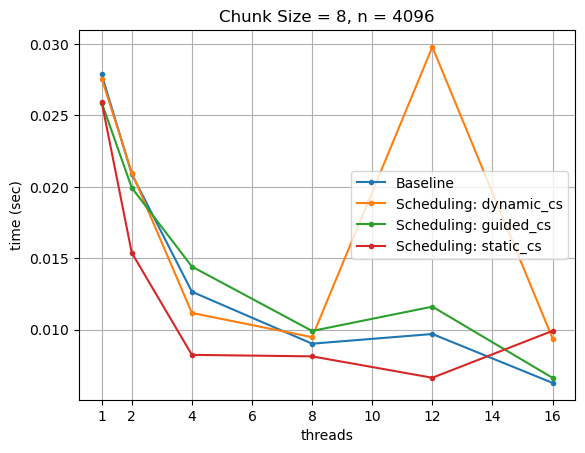 Chunk Size = 8, n = 4096
time (sec)
0.030
0.025
0.020
0.015
0.010
Baseline
Scheduling: dynamic_cs
Scheduling: guided_cs
Scheduling: static_cs
1 2 4 6 8 10 12 14 16
threads